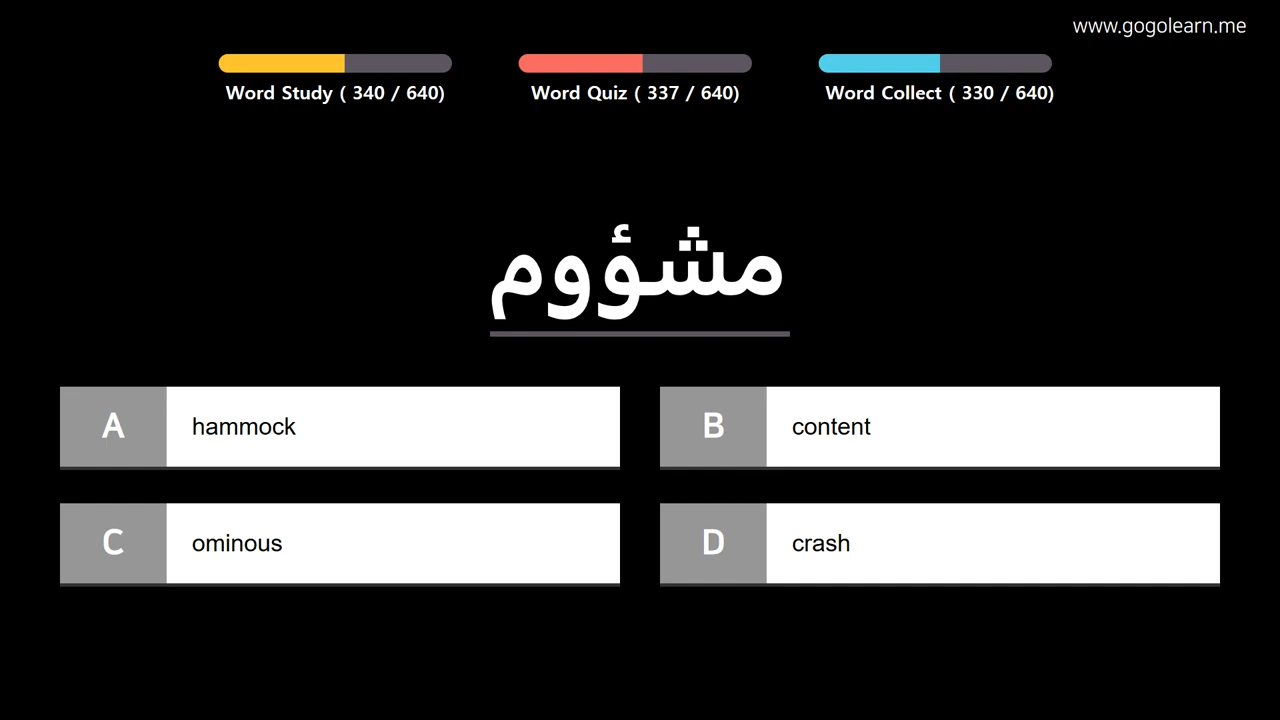 www.gogolearn.me
Word Study ( 340 / 640)
Word Quiz ( 337 / 640)
Word Collect ( 330 / 640)
مشؤوم
A hammock
B content
C ominous
D crash